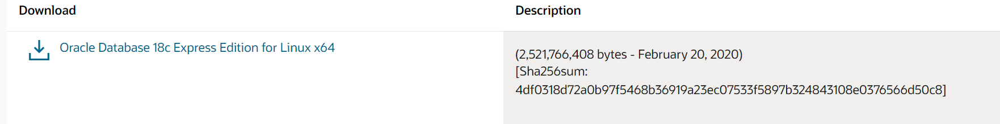 Download
Description
Oracle Database 18c Express Edition for Linux x64
(2,521,766,408 bytes - February 20, 2020)
[Sha256sum:
4df0318d72a0b97f5468b36919a23ec07533f5897b324843108e0376566d50c8]